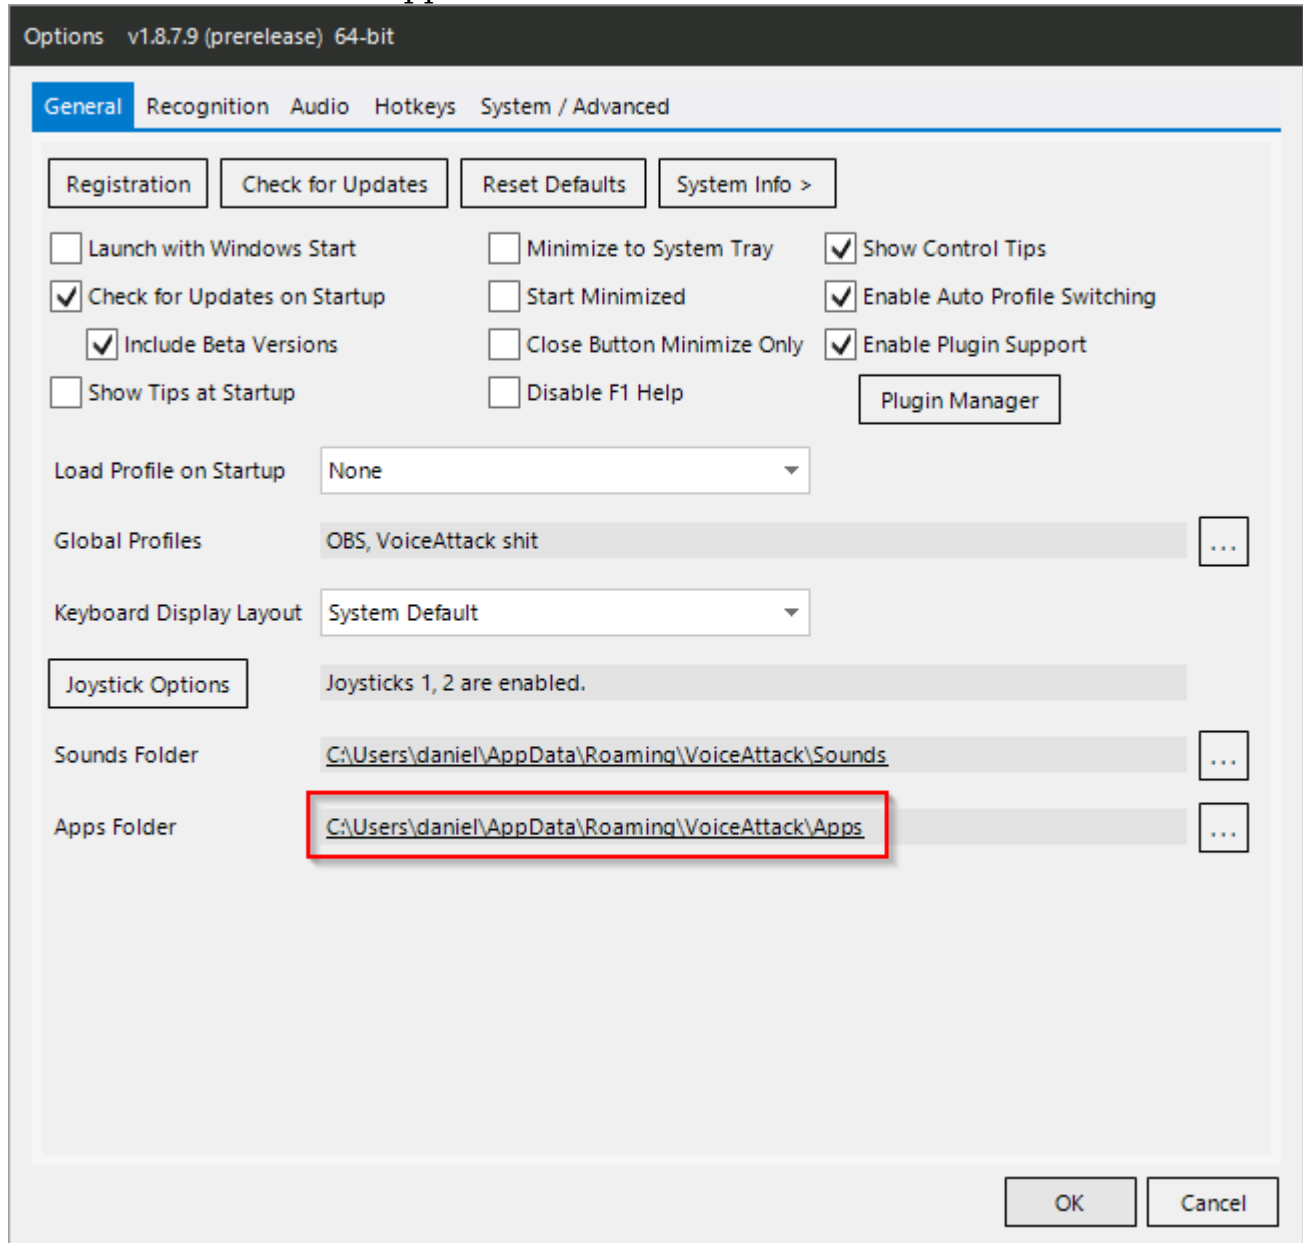 Options v1.8.7.9 (prerelease) 64-bit
General Recognition Audio Hotkeys System / Advanced
Registration Check for Updates Reset Defaults System Info >
Launch with Windows Start Minimize to System Tray Show Control Tips
Check for Updates on Startup Start Minimized Enable Auto Profile Switching
Include Beta Versions Close Button Minimize Only Enable Plugin Support
Show Tips at Startup Disable F1 Help Plugin Manager
Load Profile on Startup None
Global Profiles OBS, VoiceAttack shit ...
Keyboard Display Layout System Default
Joystick Options Joysticks 1, 2 are enabled.
Sounds Folder C:\Users\daniel\AppData\Roaming\VoiceAttack\Sounds ...
Apps Folder C:\Users\daniel\AppData\Roaming\VoiceAttack\Apps ...
OK Cancel